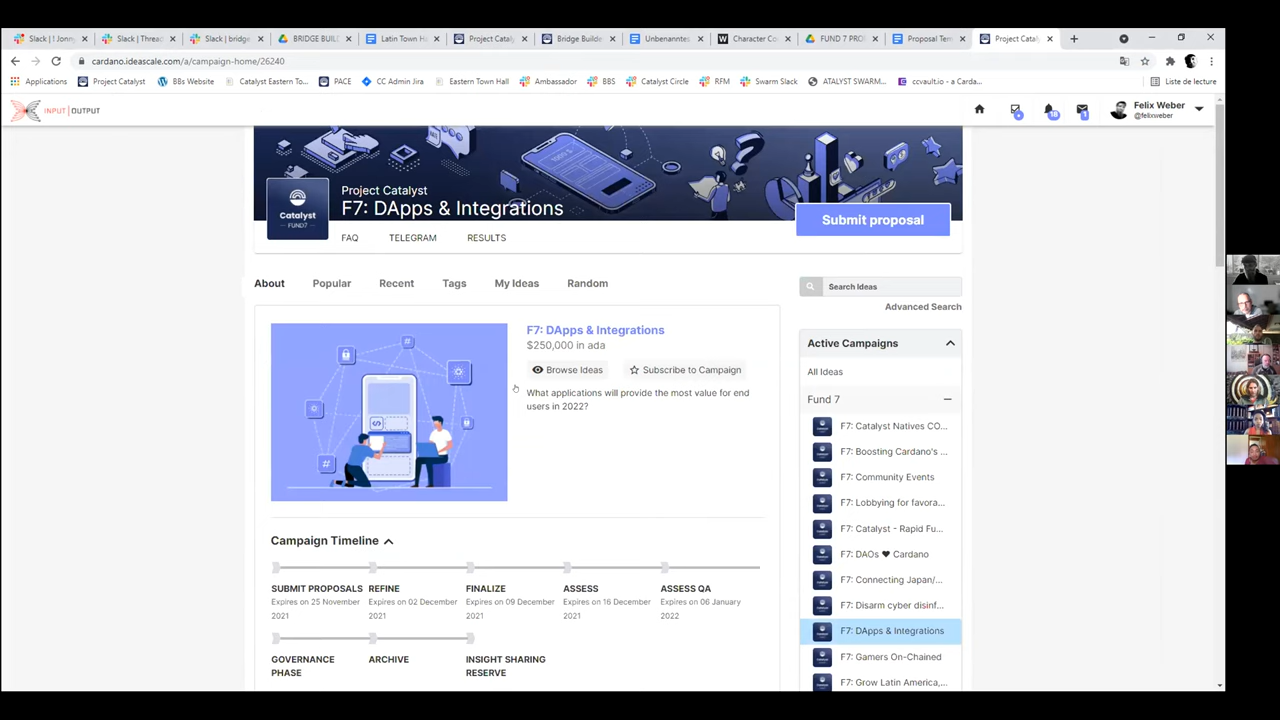 Slack | ! Jonny
Slack | Thread
Slack | bridge
BRIDGE BUIL
Latin Town H
Project Cataly
Bridge Builde
Unbenanntes
Character Co
FUND 7 PROF
Proposal Tem
Project Cataly
cardano.ideascale.com/a/campaign-home/26240
Applications
Project Catalyst
BBs Website
Catalyst Eastern To...
PACE
CC Admin Jira
Eastern Town Hall
Ambassador
BBS
Catalyst Circle
RFM
Swarm Slack
ATALYST SWARM...
ccvault.io - a Carda...
Liste de lecture
INPUT | OUTPUT
18
1
Felix Weber
@felixweber
Catalyst
FUND7
Project Catalyst
F7: DApps & Integrations
Submit proposal
FAQ
TELEGRAM
RESULTS
About
Popular
Recent
Tags
My Ideas
Random
Search Ideas
Advanced Search
F7: DApps & Integrations
$250,000 in ada
Browse Ideas
Subscribe to Campaign
What applications will provide the most value for end
users in 2022?
Active Campaigns
All Ideas
Fund 7
F7: Catalyst Natives CO...
F7: Boosting Cardano's ...
F7: Community Events
F7: Lobbying for favora...
F7: Catalyst - Rapid Fu...
F7: DAOs ❤ Cardano
F7: Connecting Japan/...
F7: Disarm cyber disinf...
F7: DApps & Integrations
F7: Gamers On-Chained
F7: Grow Latin America,...
Campaign Timeline
SUBMIT PROPOSALS
Expires on 25 November
2021
REFINE
Expires on 02 December
2021
FINALIZE
Expires on 09 December
2021
ASSESS
Expires on 16 December
2021
ASSESS QA
Expires on 06 January
2022
GOVERNANCE
PHASE
ARCHIVE
INSIGHT SHARING
RESERVE